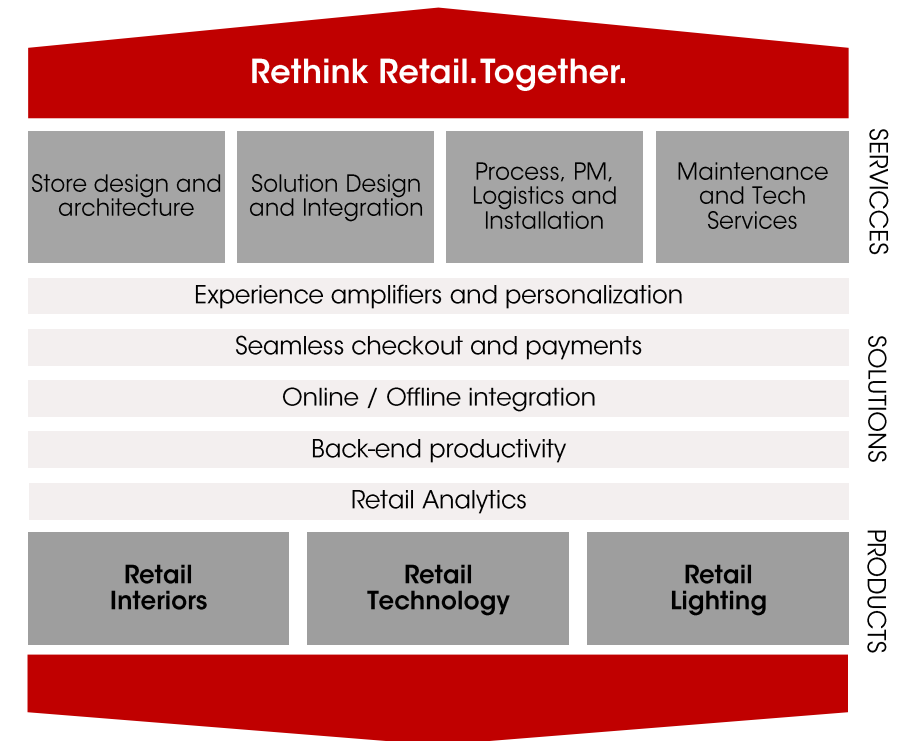 Rethink Retail. Together.
Store design and
architecture
Solution Design
and Integration
Process, PM,
Logistics and
Installation
Maintenance
and Tech
Services
SERVICCES
Experience amplifiers and personalization
Seamless checkout and payments
Online / Offline integration
Back-end productivity
Retail Analytics
SOLUTIONS
Retail
Interiors
Retail
Technology
Retail
Lighting
PRODUCTS